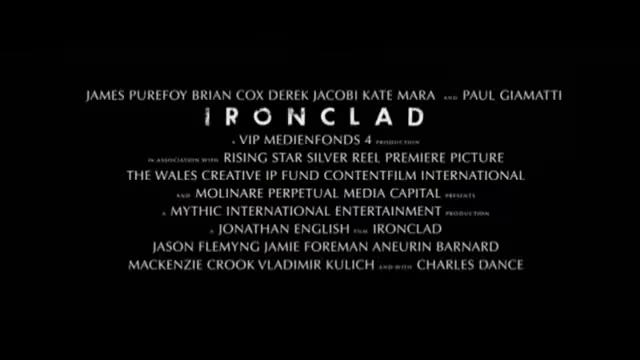 JAMES PUREFOY BRIAN COX DEREK JACOBI KATE MARA AND PAUL GIAMATTI
IRONCLAD
A VIP MEDIENFONDS 4 PRODUCTION
IN ASSOCIATION WITH RISING STAR SILVER REEL PREMIERE PICTURE
THE WALES CREATIVE IP FUND CONTENTFILM INTERNATIONAL
AND MOLINARE PERPETUAL MEDIA CAPITAL PRESENTS
A MYTHIC INTERNATIONAL ENTERTAINMENT PRODUCTION
A JONATHAN ENGLISH FILM IRONCLAD
JASON FLEMYNG JAMIE FOREMAN ANEURIN BARNARD
MACKENZIE CROOK VLADIMIR KULICH AND WITH CHARLES DANCE